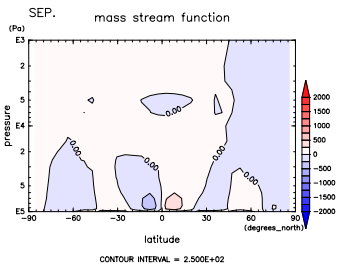 SEP.
mass stream function
(Pa)
E3
2
5
E4
2
5
E5
pressure
0.00
0.00
0.00
0.00
0.00
2000
1500
1000
500
0
−500
−1000
−1500
−2000
−90 −60 −30 0 30 60 90
(degrees_north)
latitude
CONTOUR INTERVAL = 2.500E+02